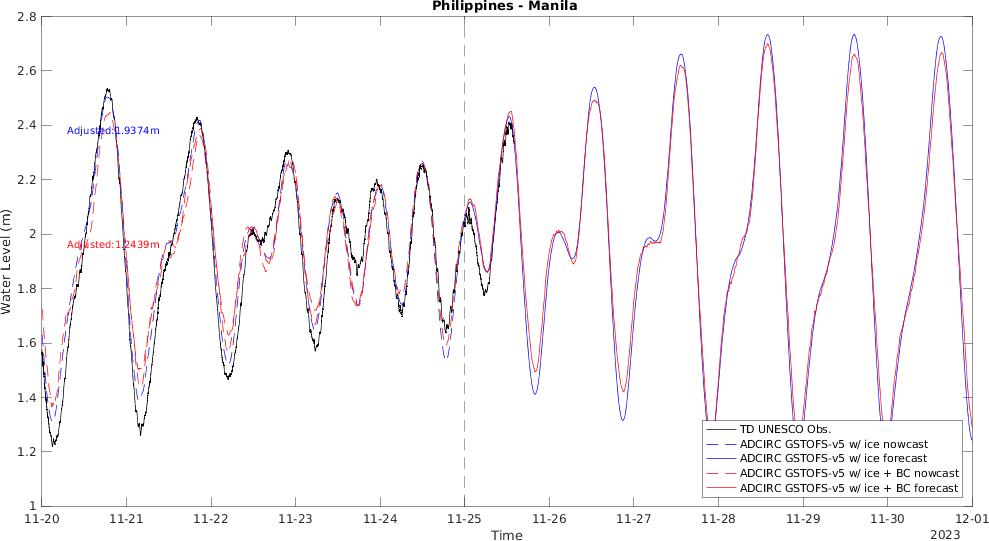 Philippines - Manila
2.8
2.6
2.4
2.2
2
1.8
1.6
1.4
1.2
1
Water Level (m)
Adjusted:1.9374m
Adjusted:1.2439m
TD UNESCO Obs.
ADCIRC GSTOFS-v5 w/ ice nowcast
ADCIRC GSTOFS-v5 w/ ice forecast
ADCIRC GSTOFS-v5 w/ ice + BC nowcast
ADCIRC GSTOFS-v5 w/ ice + BC forecast
11-20 11-21 11-22 11-23 11-24 11-25 11-26 11-27 11-28 11-29 11-30 12-01
Time
2023